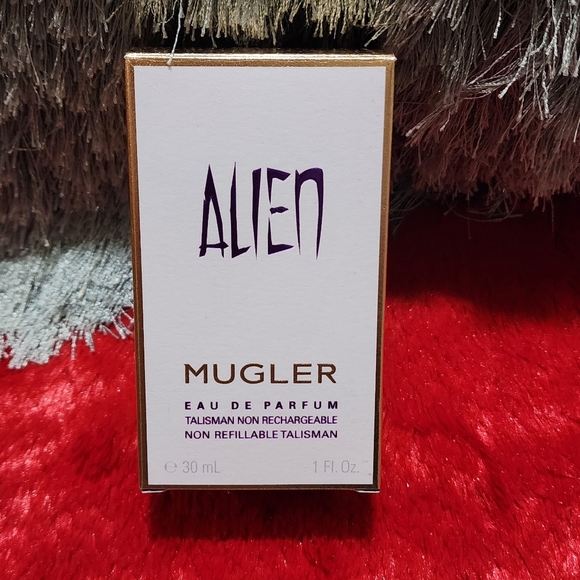 ALIEN
MUGLER
EAU DE PARFUM
TALISMAN NON RECHARGEABLE
NON REFILLABLE TALISMAN
℮ 30 mL 1 Fl. Oz.